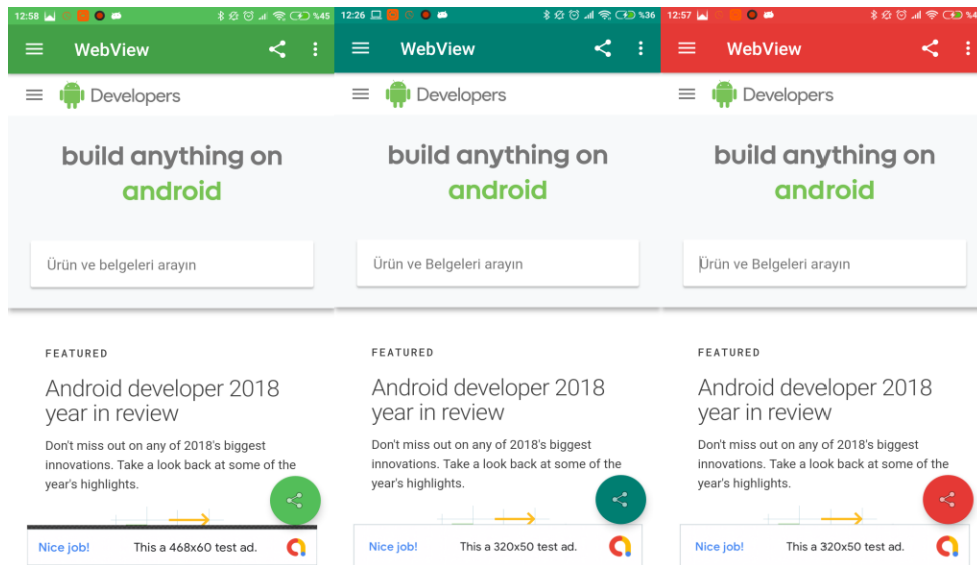 12:58 %45
WebView
Developers
build anything on
android
Ürün ve belgeleri arayın
FEATURED
Android developer 2018
year in review
Don't miss out on any of 2018's biggest
innovations. Take a look back at some of the
year's highlights.
Nice job! This a 468x60 test ad.
12:26 %36
WebView
Developers
build anything on
android
Ürün ve Belgeleri arayın
FEATURED
Android developer 2018
year in review
Don't miss out on any of 2018's biggest
innovations. Take a look back at some of the
year's highlights.
Nice job! This a 320x50 test ad.
12:57
WebView
Developers
build anything on
android
Ürün ve Belgeleri arayın
FEATURED
Android developer 2018
year in review
Don't miss out on any of 2018's biggest
innovations. Take a look back at some of the
year's highlights.
Nice job! This a 320x50 test ad.